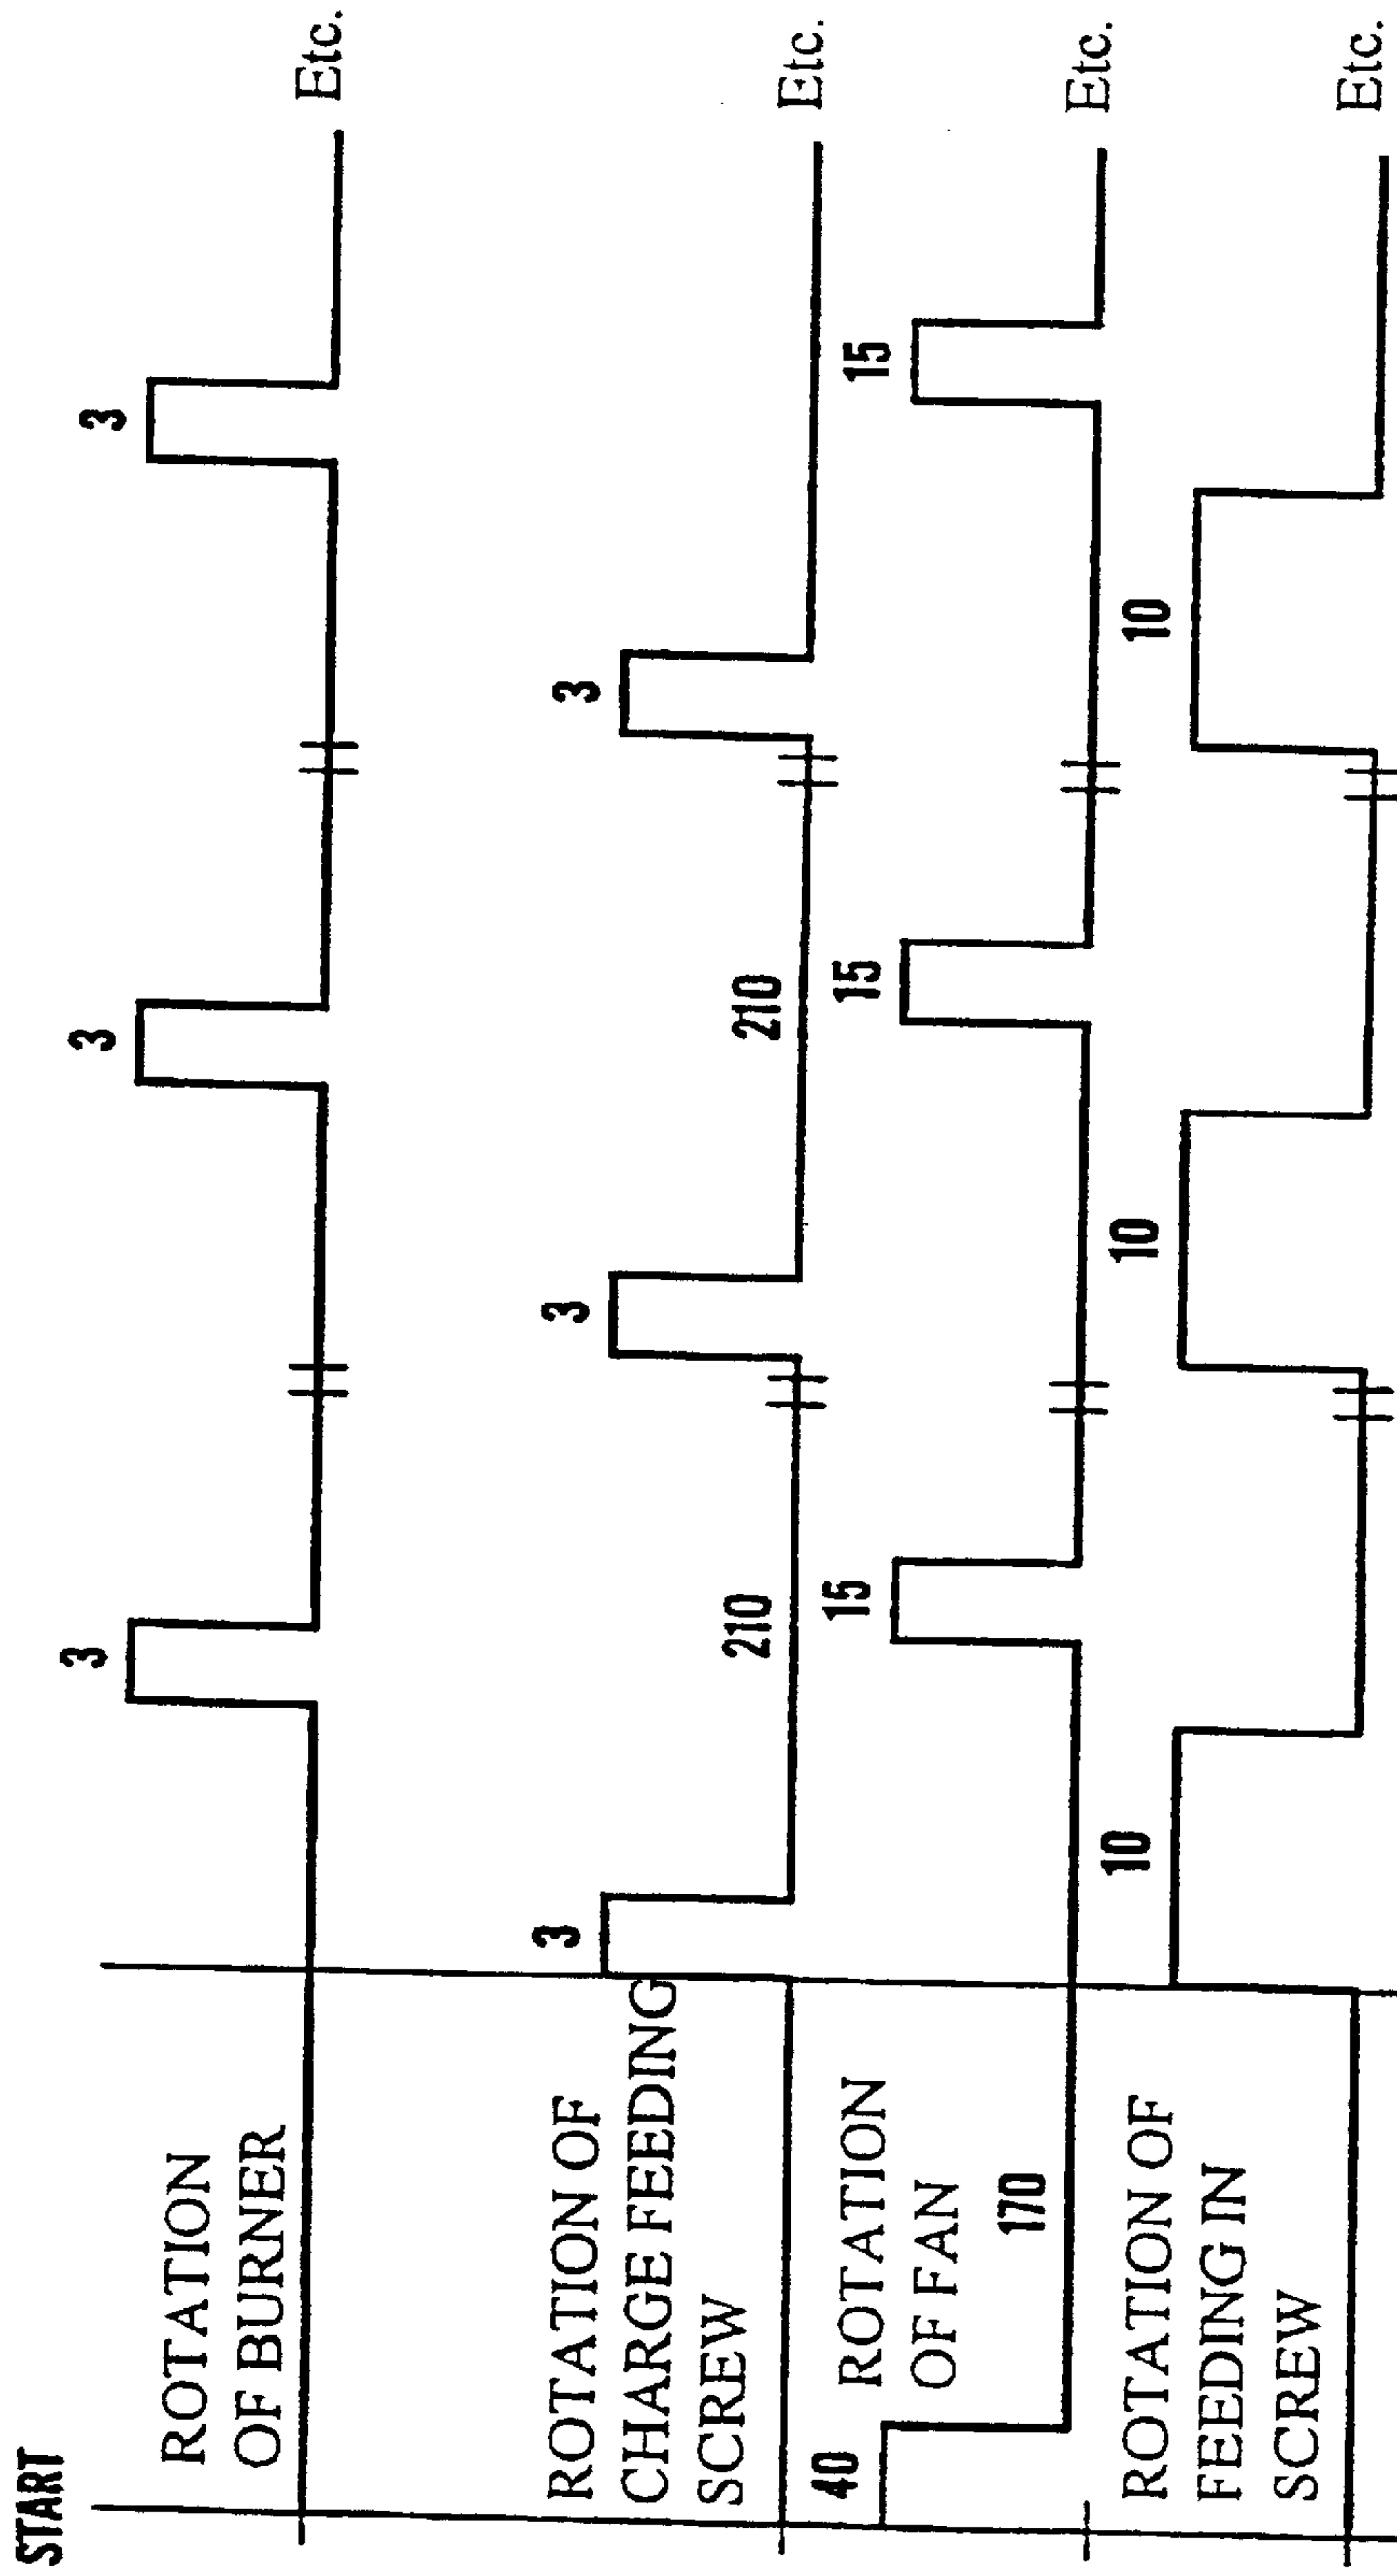 START
ROTATION
OF BURNER
3
3
3
Etc.
ROTATION OF
CHARGE FEEDING
SCREW
3
210
3
210
3
Etc.
40
ROTATION
OF FAN
170
15
15
15
Etc.
ROTATION OF
FEEDING IN
SCREW
10
10
10
Etc.